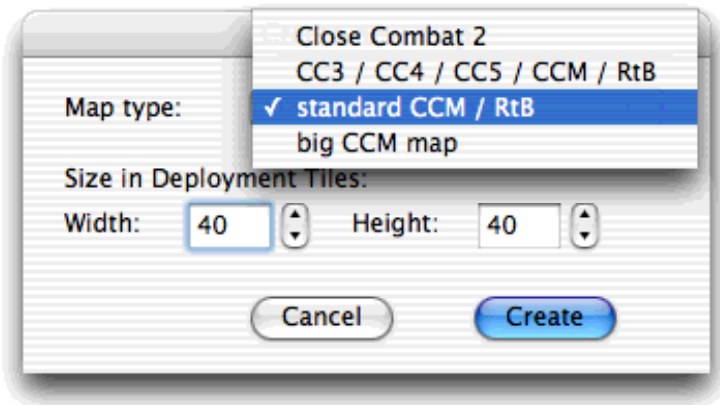 Close Combat 2
CC3 / CC4 / CC5 / CCM / RtB
Map type: ✓ standard CCM / RtB
big CCM map
Size in Deployment Tiles:
Width: 40 Height: 40
Cancel Create